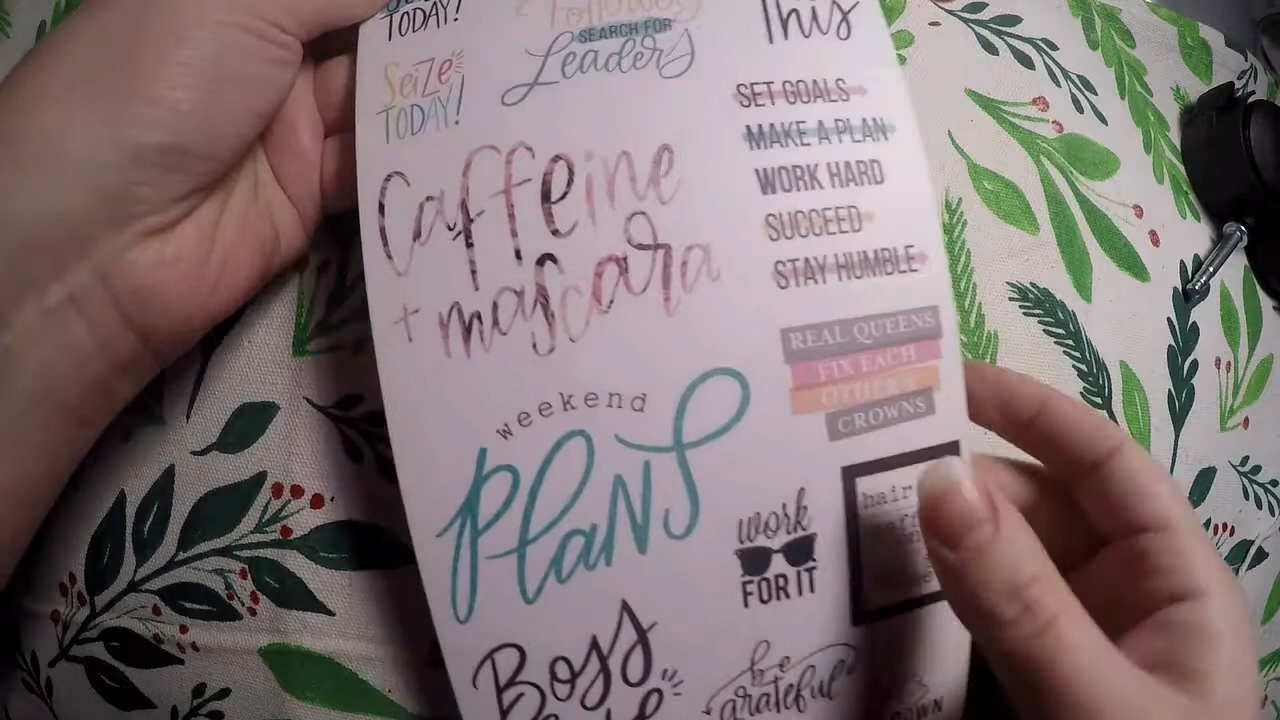 TODAY!
SEARCH FOR
Leaders
This
SeiZe
TODAY!
Caffeine
+ mascara
SET GOALS
MAKE A PLAN
WORK HARD
SUCCEED
STAY HUMBLE
REAL QUEENS
FIX EACH
OTHER'S
CROWNS
weekend
PlaNS
work
FOR IT
hair
Boss
be
grateful